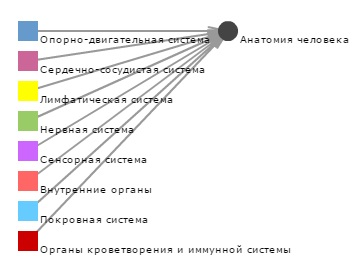 Опорно-двигательная система
Анатомия человека
Сердечно-сосудистая система
Лимфатическая система
Нервная система
Сенсорная система
Внутренние органы
Покровная система
Органы кроветворения и иммунной системы